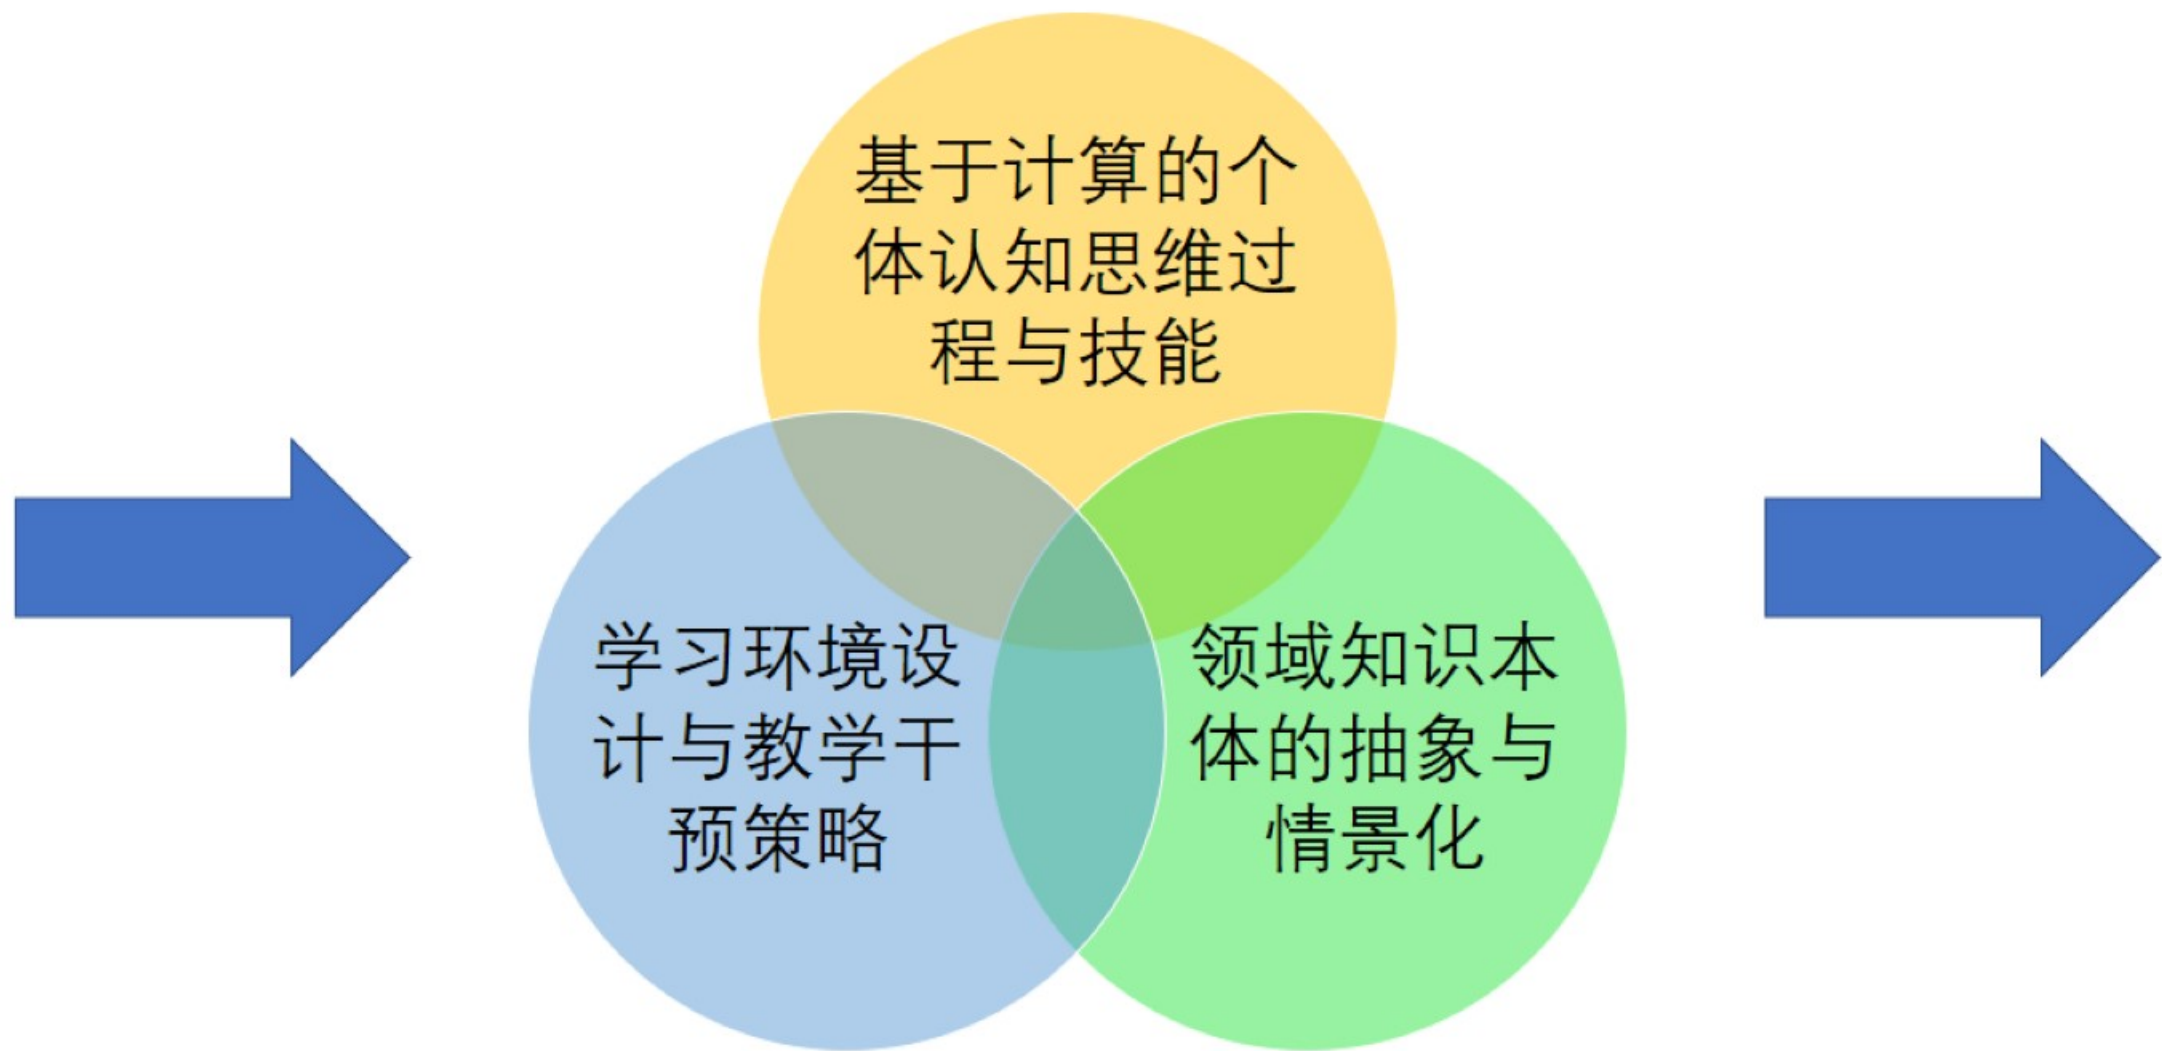 基于计算的个
体认知思维过
程与技能
学习环境设
计与教学干
预策略
领域知识本
体的抽象与
情景化